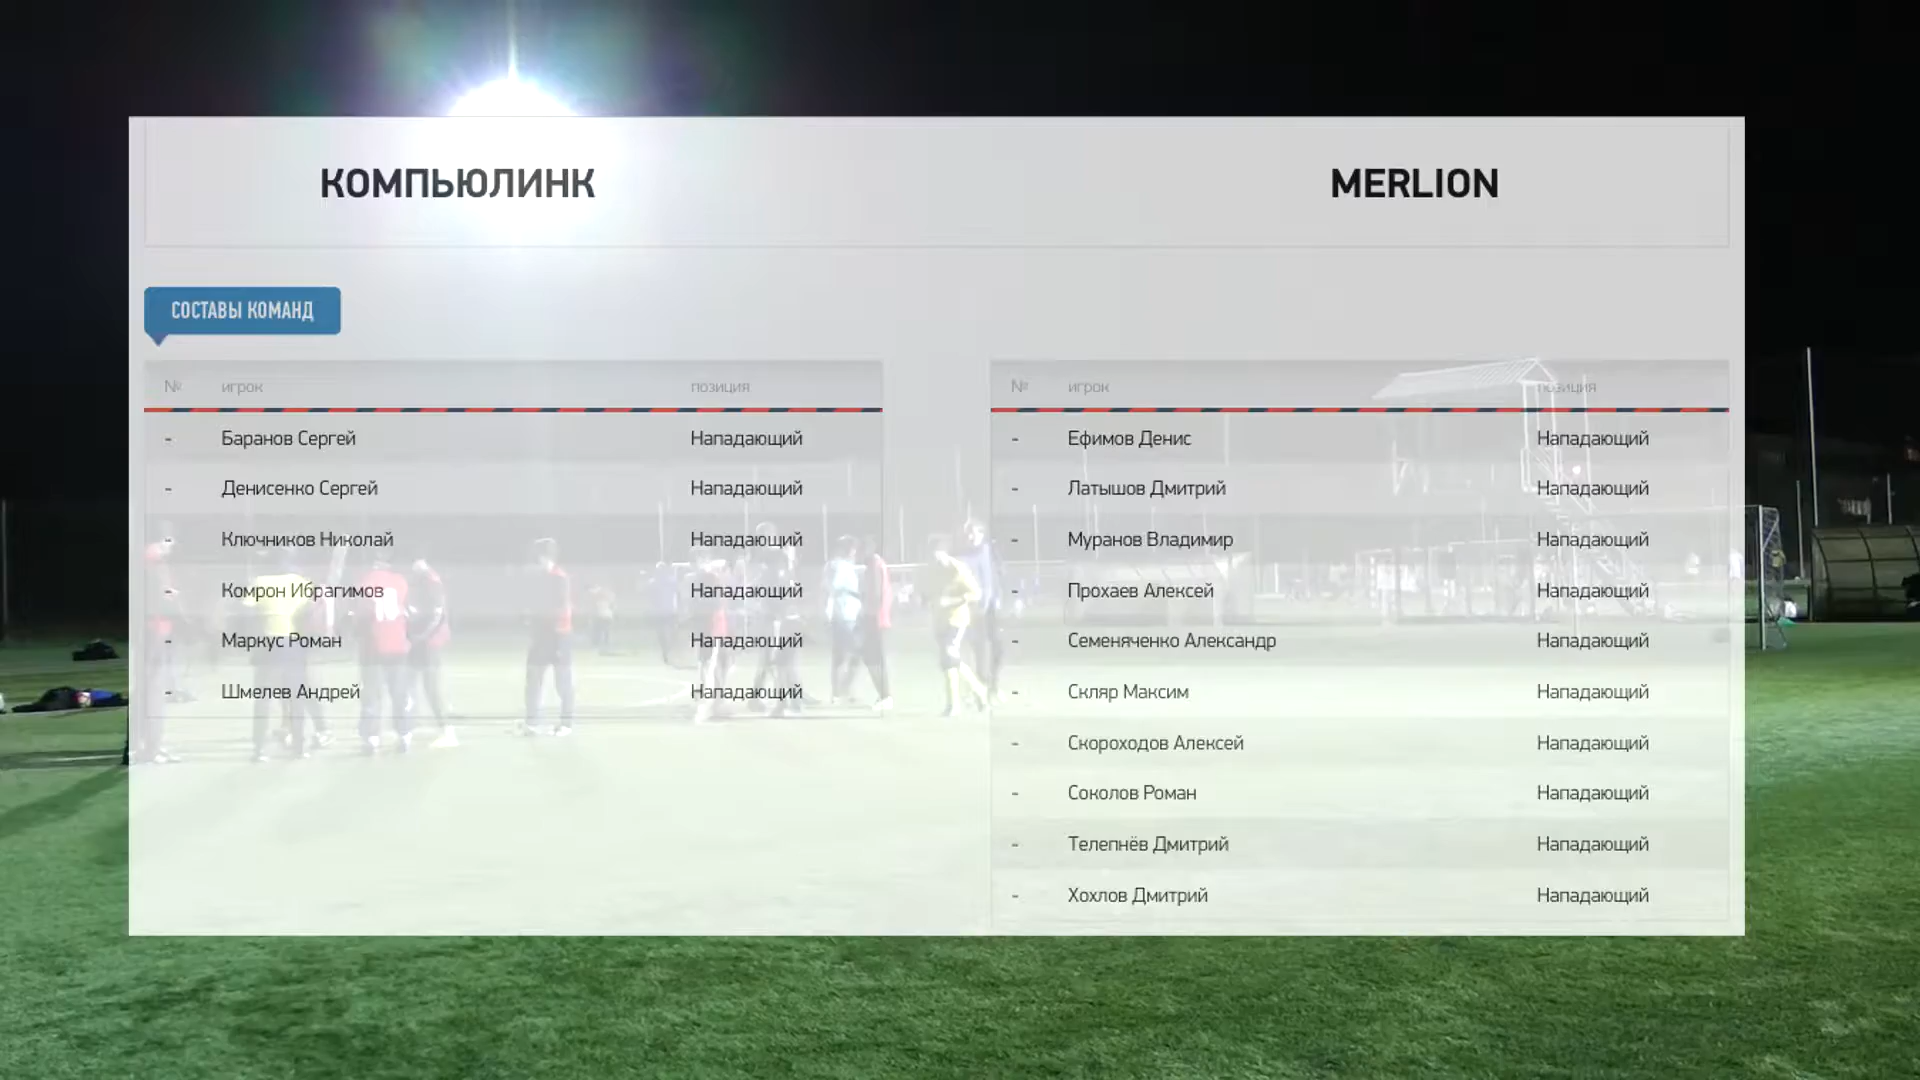 КОМПЬЮЛИНК MERLION
СОСТАВЫ КОМАНД
№ игрок позиция № игрок позиция
- Баранов Сергей Нападающий - Ефимов Денис Нападающий
- Денисенко Сергей Нападающий - Латышов Дмитрий Нападающий
- Ключников Николай Нападающий - Муранов Владимир Нападающий
- Комрон Ибрагимов Нападающий - Прохаев Алексей Нападающий
- Маркус Роман Нападающий - Семеняченко Александр Нападающий
- Шмелев Андрей Нападающий - Скляр Максим Нападающий
- Скороходов Алексей Нападающий
- Соколов Роман Нападающий
- Телепнёв Дмитрий Нападающий
- Хохлов Дмитрий Нападающий